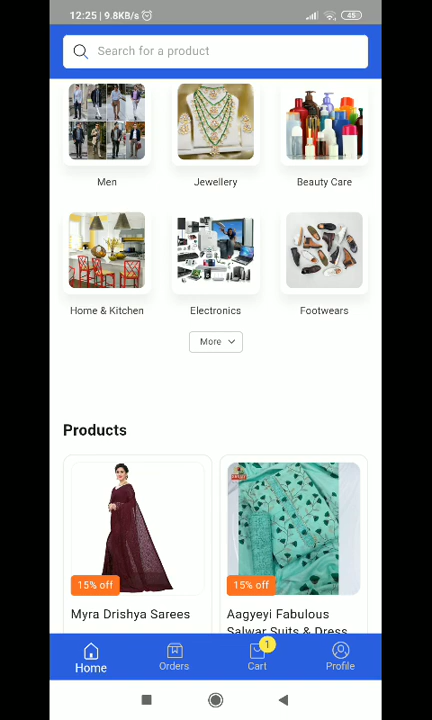 12:25 | 9.8KB/s
45
Search for a product
Men
Jewellery
Beauty Care
Home & Kitchen
Electronics
Footwears
More
Products
15% off
15% off
Myra Drishya Sarees
Aagyeyi Fabulous
Salwar Suits & Dress
1
Home
Orders
Cart
Profile